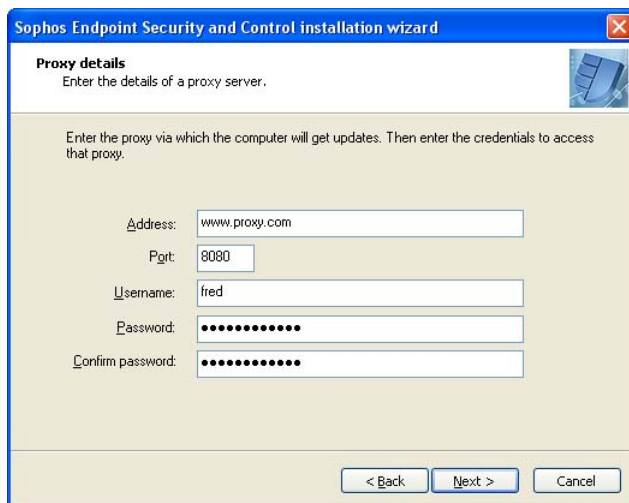 Sophos Endpoint Security and Control installation wizard
Proxy details
Enter the details of a proxy server.
Enter the proxy via which the computer will get updates. Then enter the credentials to access
that proxy.
Address: www.proxy.com
Port: 8080
Username: fred
Password: ●●●●●●●●●●●●
Confirm password: ●●●●●●●●●●●●
< Back Next > Cancel